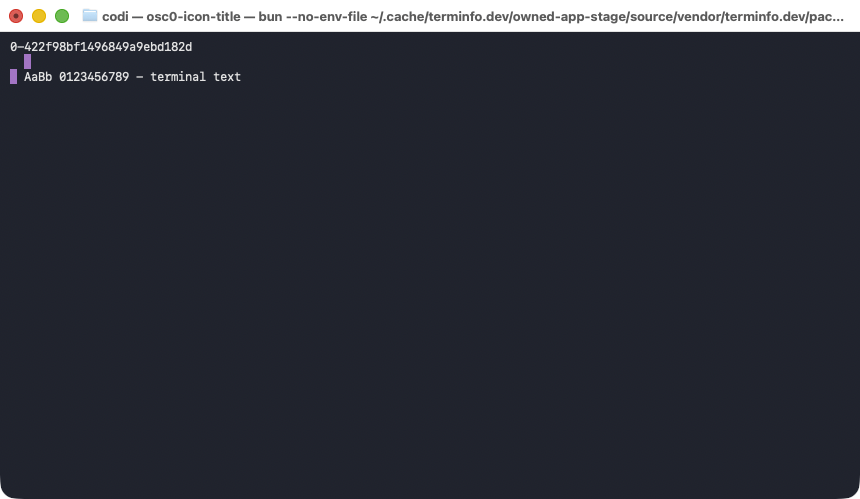 codi — osc0-icon-title — bun --no-env-file ~/.cache/terminfo.dev/owned-app-stage/source/vendor/terminfo.dev/pac...
0-422f98bf1496849a9ebd182d
AaBb 0123456789 — terminal text